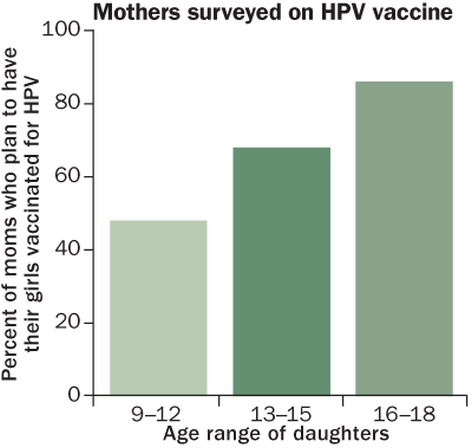 Mothers surveyed on HPV vaccine
Percent of moms who plan to have
their girls vaccinated for HPV
100
80
60
40
20
0
9–12 13–15 16–18
Age range of daughters